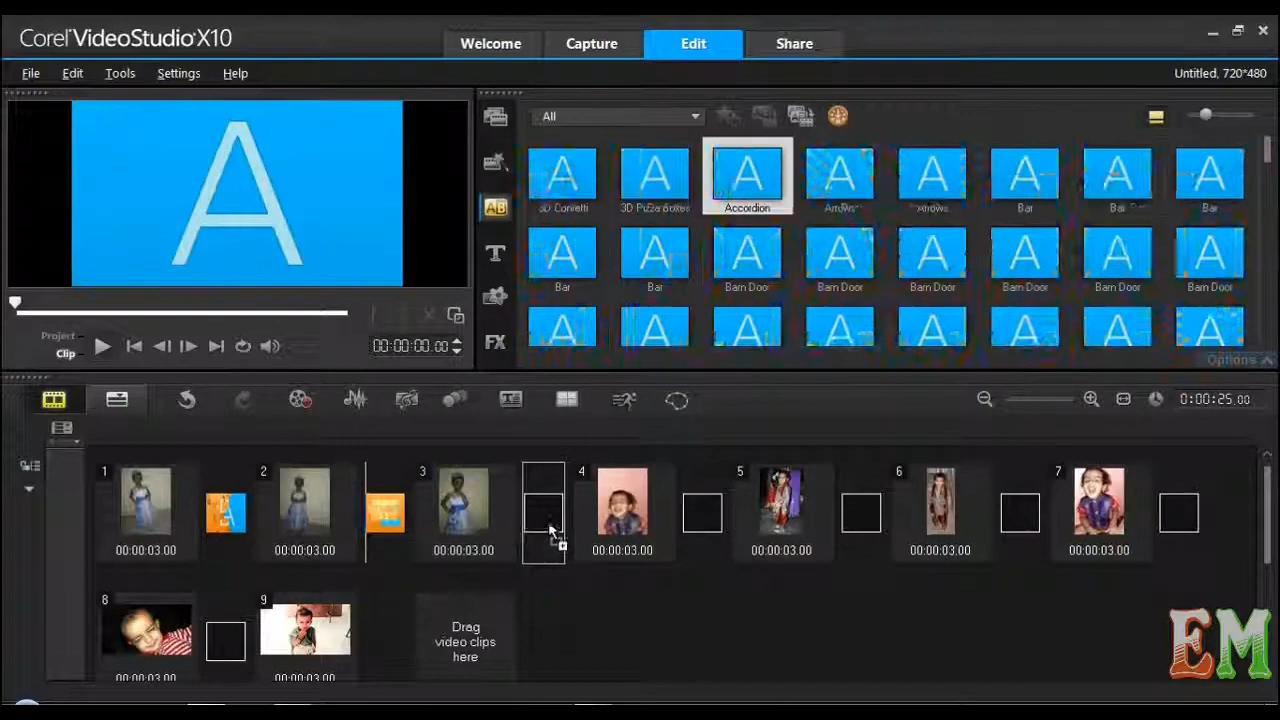 Corel VideoStudio X10
Welcome Capture Edit Share
File Edit Tools Settings Help
Untitled, 720*480
A
All
A A A A A A A A
3D Confetti 3D Pizza Boxes Accordion Arrows Arrows Bar Bar Bar
A A A A A A A A
Bar Bar Barn Door Barn Door Barn Door Barn Door Barn Door Barn Door
A A A A A A A A
Options
AB
T
FX
Project
Clip
00:00:00.00
0:00:25.00
1 2 3 4 5 6 7
00:00:03.00 00:00:03.00 00:00:03.00 00:00:03.00 00:00:03.00 00:00:03.00 00:00:03.00
8 9
Drag
video clips
here
00:00:03.00 00:00:03.00
EM